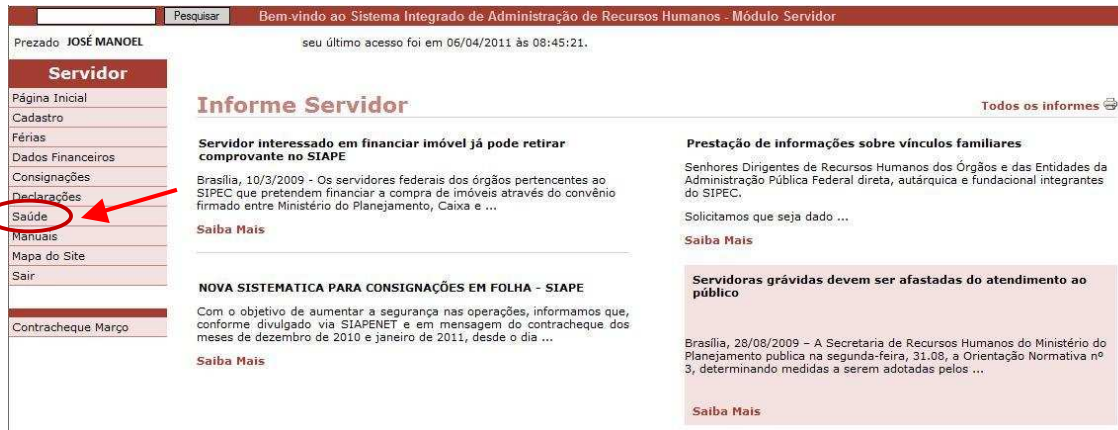 Pesquisar
Bem-vindo ao Sistema Integrado de Administração de Recursos Humanos - Módulo Servidor
Prezado JOSÉ MANOEL
seu último acesso foi em 06/04/2011 às 08:45:21.
Servidor
Página Inicial
Cadastro
Férias
Dados Financeiros
Consignações
Declarações
Saúde
Manuais
Mapa do Site
Sair
Contracheque Março
Informe Servidor
Todos os informes
Servidor interessado em financiar imóvel já pode retirar
comprovante no SIAPE
Brasília, 10/3/2009 - Os servidores federais dos órgãos pertencentes ao
SIPEC que pretendem financiar a compra de imóveis através do convênio
firmado entre Ministério do Planejamento, Caixa e ...
Saiba Mais
NOVA SISTEMATICA PARA CONSIGNAÇÕES EM FOLHA - SIAPE
Com o objetivo de aumentar a segurança nas operações, informamos que,
conforme divulgado via SIAPENET e em mensagem do contracheque dos
meses de dezembro de 2010 e janeiro de 2011, desde o dia ...
Saiba Mais
Prestação de informações sobre vínculos familiares
Senhores Dirigentes de Recursos Humanos dos Órgãos e das Entidades da
Administração Pública Federal direta, autárquica e fundacional integrantes
do SIPEC.
Solicitamos que seja dado ...
Saiba Mais
Servidoras grávidas devem ser afastadas do atendimento ao
público
Brasília, 28/08/2009 – A Secretaria de Recursos Humanos do Ministério do
Planejamento publica na segunda-feira, 31.08, a Orientação Normativa nº
3, determinando medidas a serem adotadas pelos ...
Saiba Mais